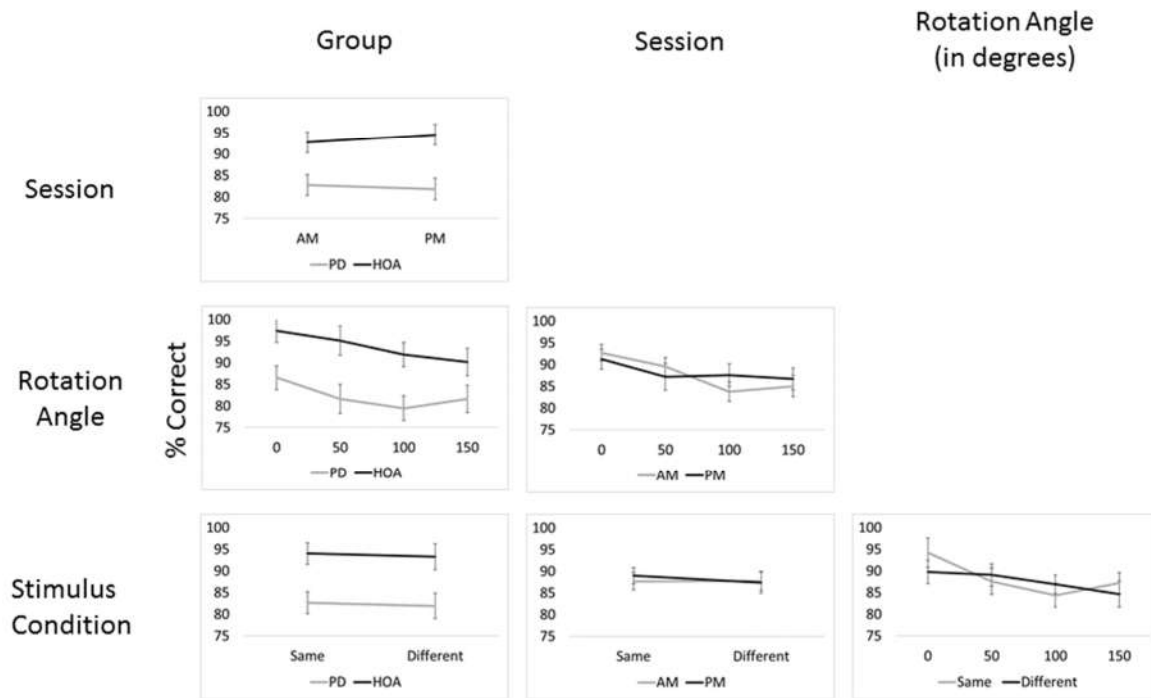 Group
Session
Rotation Angle
(in degrees)
Session
100
95
90
85
80
75
AM PM
PD HOA
Rotation
Angle
% Correct
100
95
90
85
80
75
0 50 100 150
PD HOA
100
95
90
85
80
75
0 50 100 150
AM PM
Stimulus
Condition
100
95
90
85
80
75
Same Different
PD HOA
100
95
90
85
80
75
Same Different
AM PM
100
95
90
85
80
75
0 50 100 150
Same Different